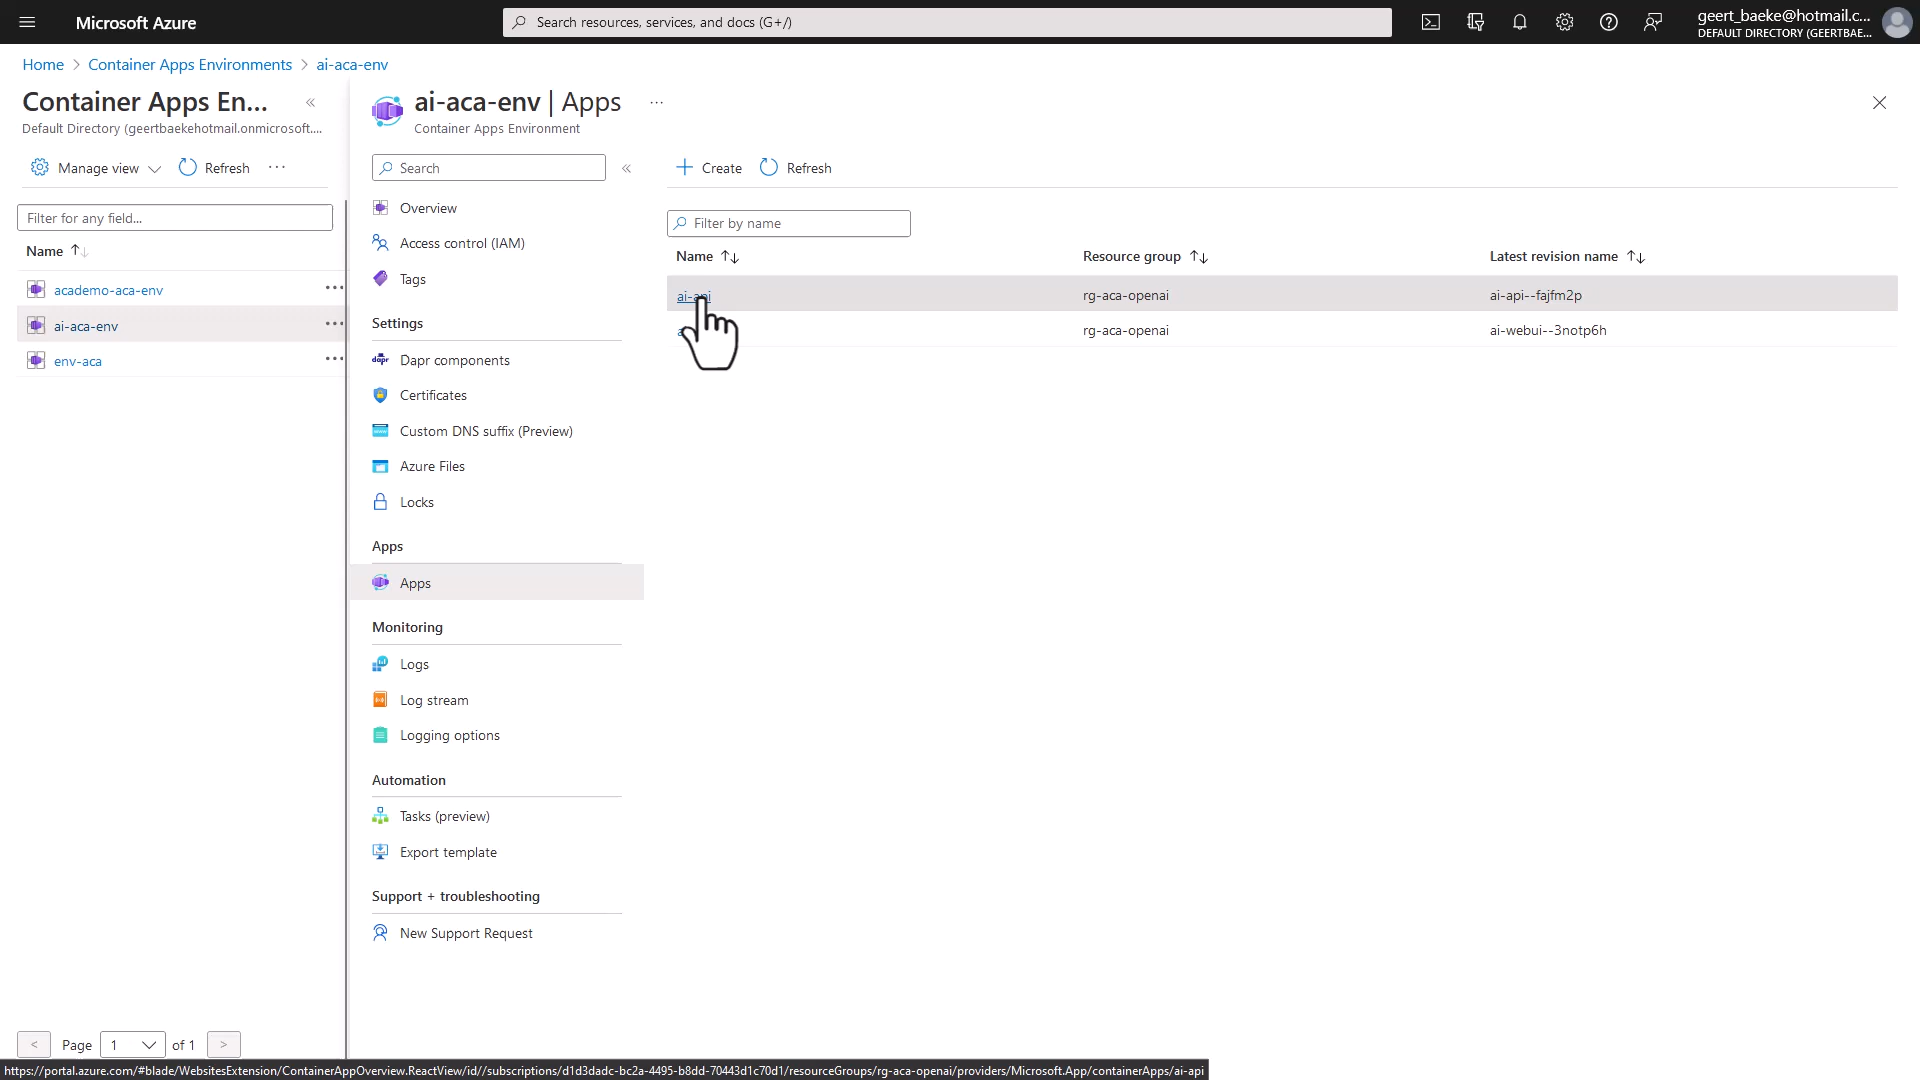 Microsoft Azure
Search resources, services, and docs (G+/)
geert_baeke@hotmail.c...
DEFAULT DIRECTORY (GEERTBAE...
Home > Container Apps Environments > ai-aca-env
Container Apps En...
Default Directory (geertbaekehotmail.onmicrosoft....
Manage view
Refresh
Filter for any field...
Name
academo-aca-env
ai-aca-env
env-aca
< Page 1 of 1 >
ai-aca-env | Apps
Container Apps Environment
Search
Overview
Access control (IAM)
Tags
Settings
Dapr components
Certificates
Custom DNS suffix (Preview)
Azure Files
Locks
Apps
Apps
Monitoring
Logs
Log stream
Logging options
Automation
Tasks (preview)
Export template
Support + troubleshooting
New Support Request
Create Refresh
Filter by name
Name Resource group Latest revision name
ai-api rg-aca-openai ai-api--fajfm2p
rg-aca-openai ai-webui--3notp6h
https://portal.azure.com/#blade/WebsitesExtension/ContainerAppOverview.ReactView/id//subscriptions/d1d3dadc-bc2a-4495-b8dd-70443d1c70d1/resourceGroups/rg-aca-openai/providers/Microsoft.App/containerApps/ai-api